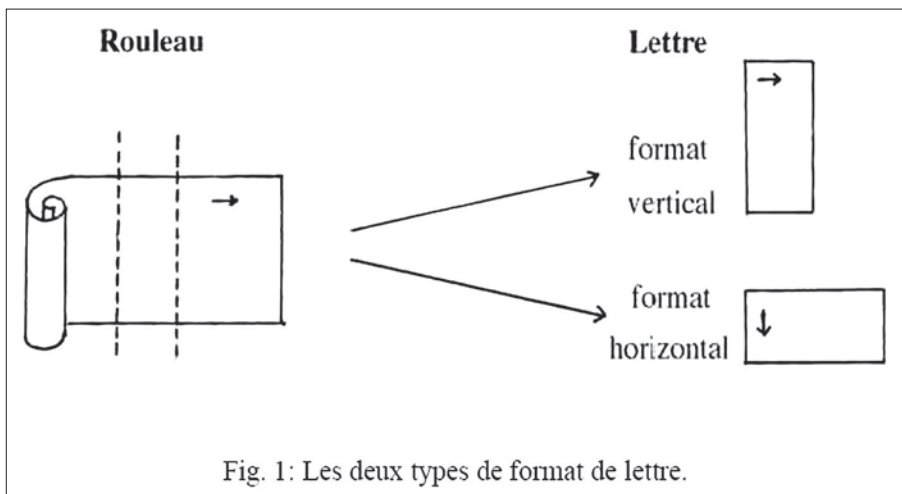 Rouleau
Lettre
format
vertical
format
horizontal
Fig. 1: Les deux types de format de lettre.